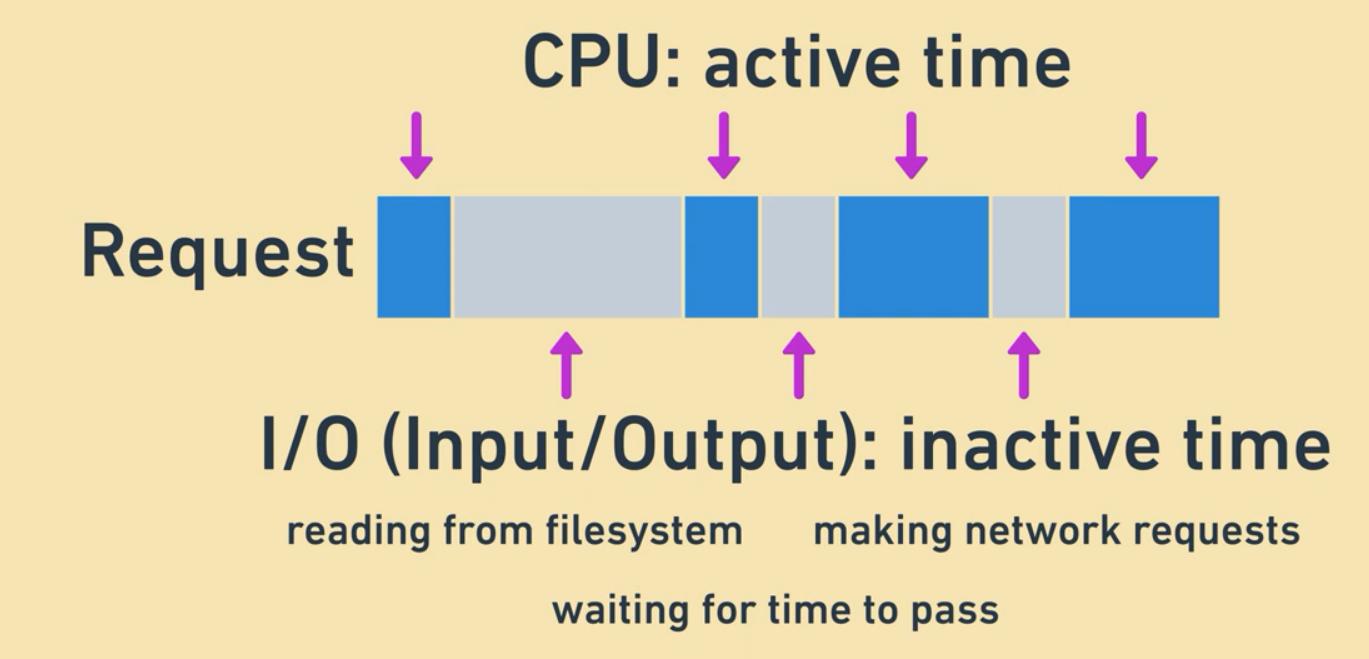 CPU: active time
Request
I/O (Input/Output): inactive time
reading from filesystem
making network requests
waiting for time to pass